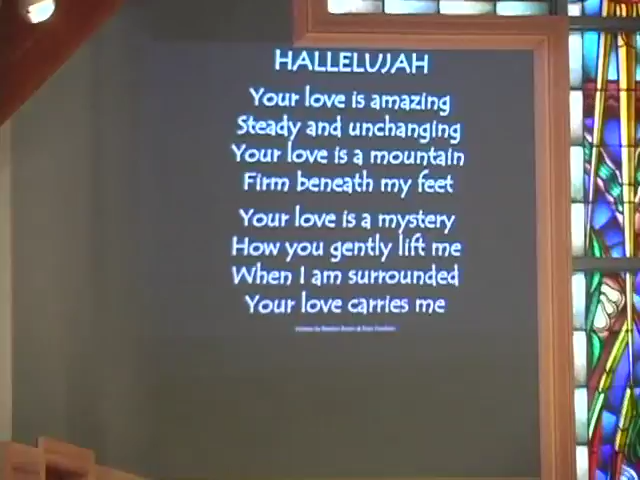 HALLELUJAH
Your love is amazing
Steady and unchanging
Your love is a mountain
Firm beneath my feet
Your love is a mystery
How you gently lift me
When I am surrounded
Your love carries me